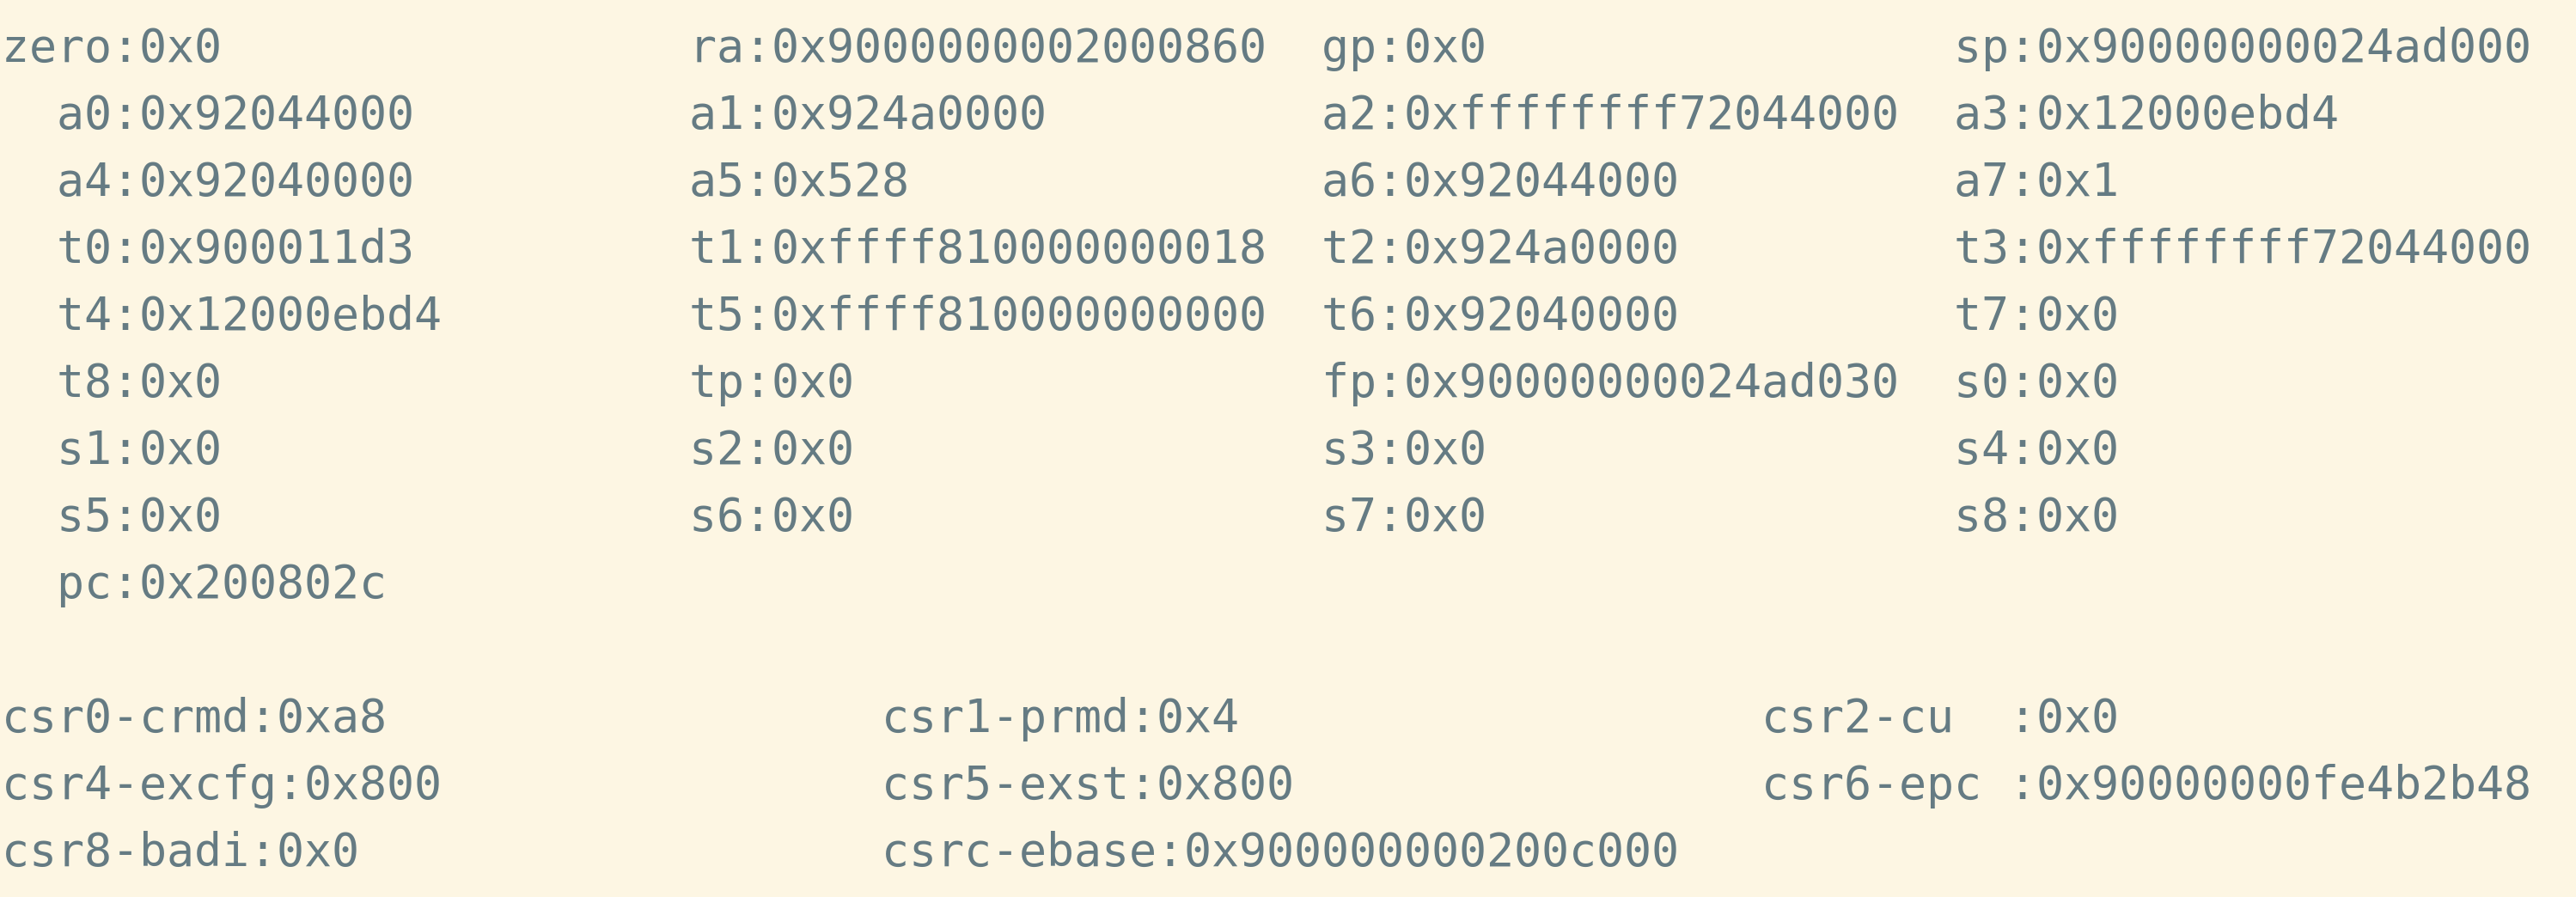 zero:0x0 ra:0x9000000002000860 gp:0x0 sp:0x90000000024ad000
a0:0x92044000 a1:0x924a0000 a2:0xffffffff72044000 a3:0x12000ebd4
a4:0x92040000 a5:0x528 a6:0x92044000 a7:0x1
t0:0x900011d3 t1:0xffff810000000018 t2:0x924a0000 t3:0xffffffff72044000
t4:0x12000ebd4 t5:0xffff810000000000 t6:0x92040000 t7:0x0
t8:0x0 tp:0x0 fp:0x90000000024ad030 s0:0x0
s1:0x0 s2:0x0 s3:0x0 s4:0x0
s5:0x0 s6:0x0 s7:0x0 s8:0x0
pc:0x200802c
csr0-crmd:0xa8 csr1-prmd:0x4 csr2-cu  :0x0
csr4-excfg:0x800 csr5-exst:0x800 csr6-epc :0x90000000fe4b2b48
csr8-badi:0x0 csrc-ebase:0x900000000200c000